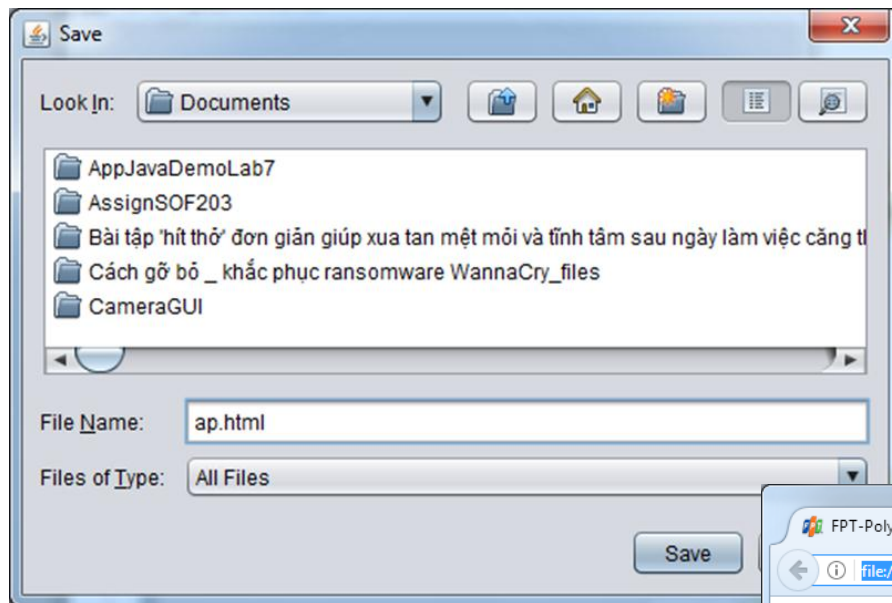 Save
Look In: Documents
AppJavaDemoLab7
AssignSOF203
Bài tập 'hít thở' đơn giản giúp xua tan mệt mỏi và tĩnh tâm sau ngày làm việc căng
Cách gỡ bỏ _ khắc phục ransomware WannaCry_files
CameraGUI
File Name: ap.html
Files of Type: All Files
Save
FPT-Poly
file:/